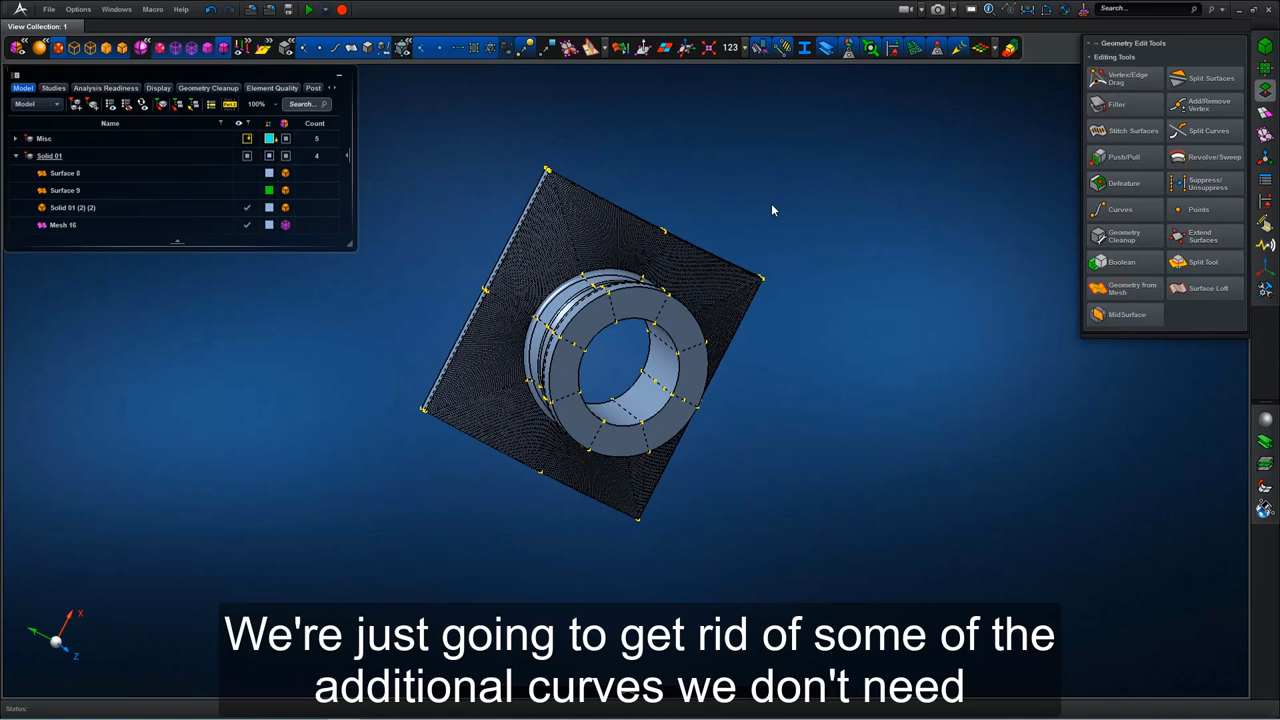 File Options Windows Macro Help
Search...
View Collection: 1
123
Model Studies Analysis Readiness Display Geometry Cleanup Element Quality Post
Model 100% Search...
Name Count
Misc 5
Solid 01 4
Surface 8
Surface 9
Solid 01 (2) (2)
Mesh 16
Geometry Edit Tools
Editing Tools
Vertex/Edge
Drag
Split Surfaces
Filler
Add/Remove
Vertex
Stitch Surfaces
Split Curves
Push/Pull
Revolve/Sweep
Defeature
Suppress/
Unsuppress
Curves
Points
Geometry
Cleanup
Extend
Surfaces
Boolean
Split Tool
Geometry from
Mesh
Surface Loft
MidSurface
X
Z
We're just going to get rid of some of the
additional curves we don't need
Status: